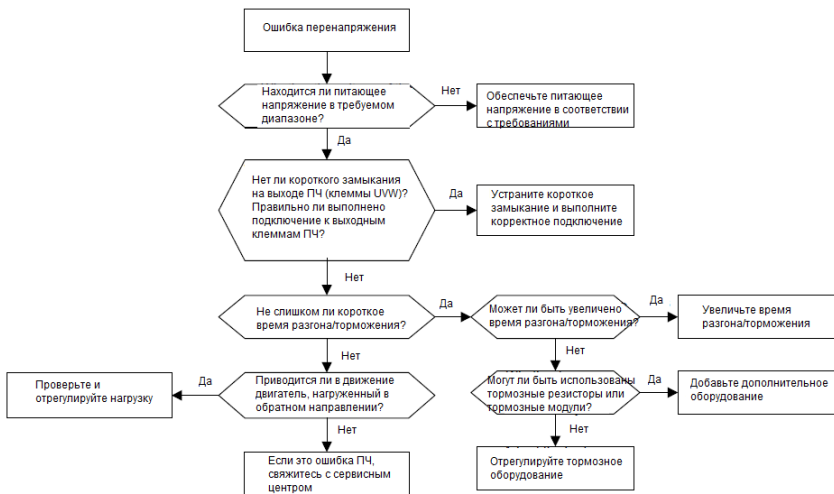 Ошибка перенапряжения
Находится ли питающее
напряжение в требуемом
диапазоне?
Нет
Обеспечьте питающее
напряжение в соответствии
с требованиями
Да
Нет ли короткого замыкания
на выходе ПЧ (клеммы UVW)?
Правильно ли выполнено
подключение к выходным
клеммам ПЧ?
Да
Устраните короткое
замыкание и выполните
корректное подключение
Нет
Не слишком ли короткое
время разгона/торможения?
Да
Может ли быть увеличено
время разгона/торможения?
Да
Увеличьте время
разгона/торможения
Нет
Нет
Проверьте и
отрегулируйте нагрузку
Да
Приводится ли в движение
двигатель, нагруженный в
обратном направлении?
Могут ли быть использованы
тормозные резисторы или
тормозные модули?
Да
Добавьте дополнительное
оборудование
Нет
Нет
Если это ошибка ПЧ,
свяжитесь с сервисным
центром
Отрегулируйте тормозное
оборудование